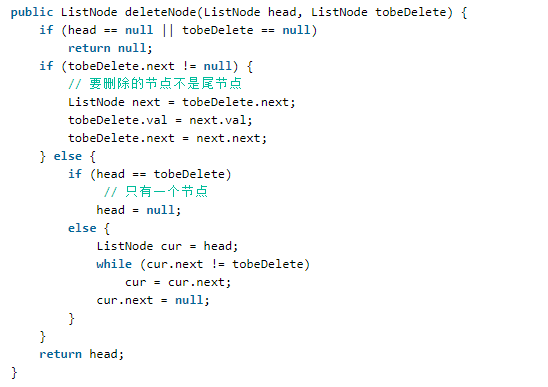 public ListNode deleteNode(ListNode head, ListNode tobeDelete) {
    if (head == null || tobeDelete == null)
        return null;
    if (tobeDelete.next != null) {
        // 要删除的节点不是尾节点
        ListNode next = tobeDelete.next;
        tobeDelete.val = next.val;
        tobeDelete.next = next.next;
    } else {
        if (head == tobeDelete)
             // 只有一个节点
            head = null;
        else {
            ListNode cur = head;
            while (cur.next != tobeDelete)
                cur = cur.next;
            cur.next = null;
        }
    }
    return head;
}